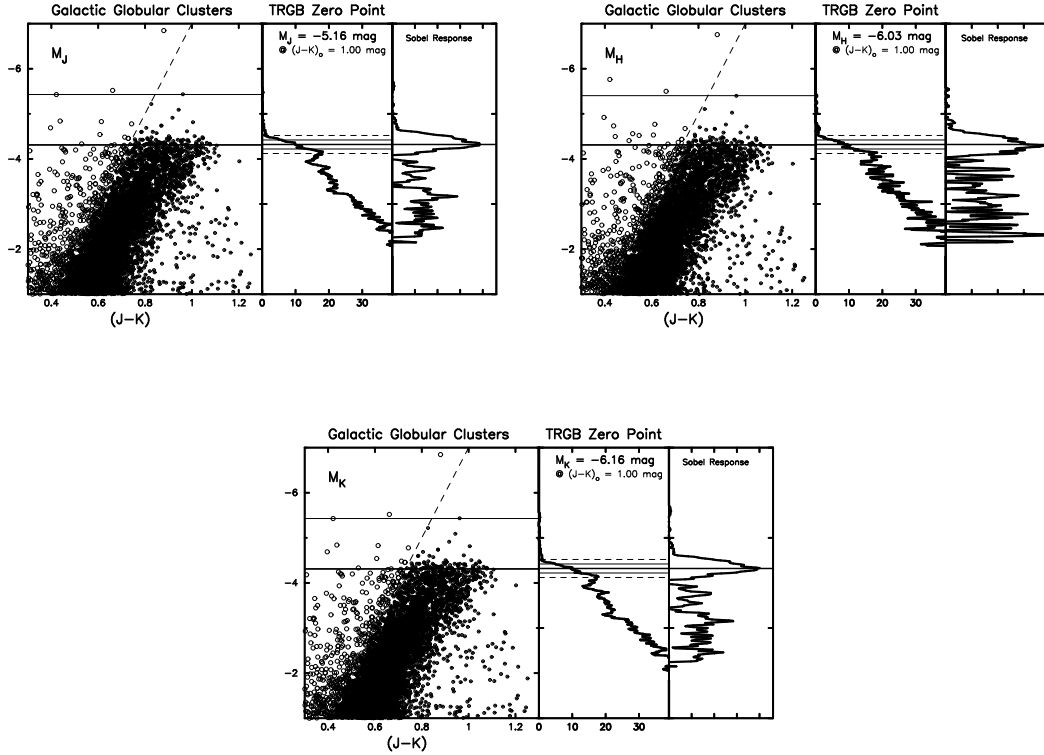 Galactic Globular Clusters TRGB Zero Point
M_J
M_J = −5.16 mag
@ (J−K)_o = 1.00 mag
Sobel Response
−6
−4
−2
0.4 0.6 0.8 1 1.2 0 10 20 30
(J−K)
Galactic Globular Clusters TRGB Zero Point
M_H
M_H = −6.03 mag
@ (J−K)_o = 1.00 mag
Sobel Response
−6
−4
−2
0.4 0.6 0.8 1 1.2 0 10 20 30
(J−K)
Galactic Globular Clusters TRGB Zero Point
M_K
M_K = −6.16 mag
@ (J−K)_o = 1.00 mag
Sobel Response
−6
−4
−2
0.4 0.6 0.8 1 1.2 0 10 20 30
(J−K)